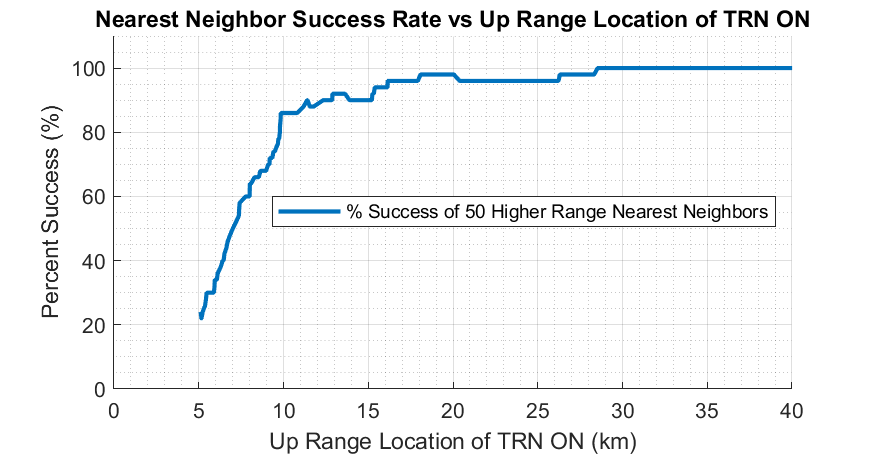 Nearest Neighbor Success Rate vs Up Range Location of TRN ON
100
80
60
40
20
0
Percent Success (%)
% Success of 50 Higher Range Nearest Neighbors
0 5 10 15 20 25 30 35 40
Up Range Location of TRN ON (km)